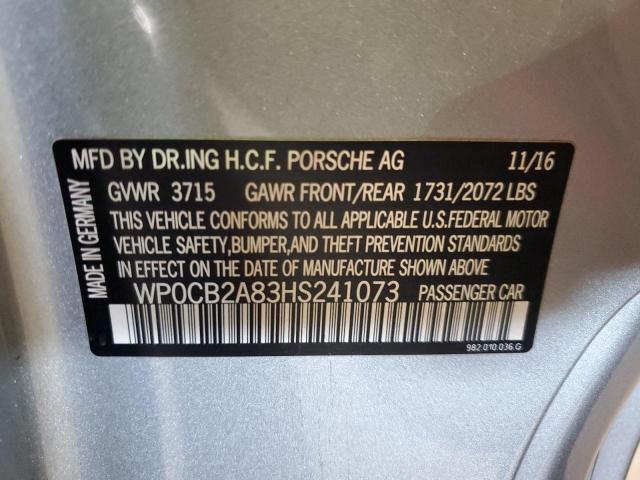 MFD BY DR.ING H.C.F. PORSCHE AG 11/16
GVWR 3715 GAWR FRONT/REAR 1731/2072 LBS
THIS VEHICLE CONFORMS TO ALL APPLICABLE U.S.FEDERAL MOTOR
VEHICLE SAFETY,BUMPER,AND THEFT PREVENTION STANDARDS
IN EFFECT ON THE DATE OF MANUFACTURE SHOWN ABOVE.
WP0CB2A83HS241073 PASSENGER CAR
982.010.036.G
MADE IN GERMANY